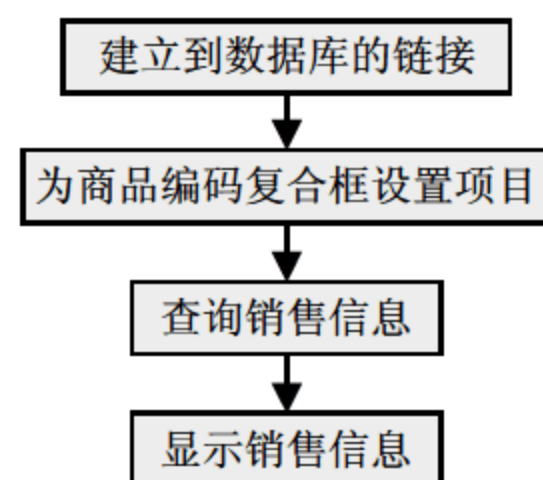 建立到数据库的链接
为商品编码复合框设置项目
查询销售信息
显示销售信息